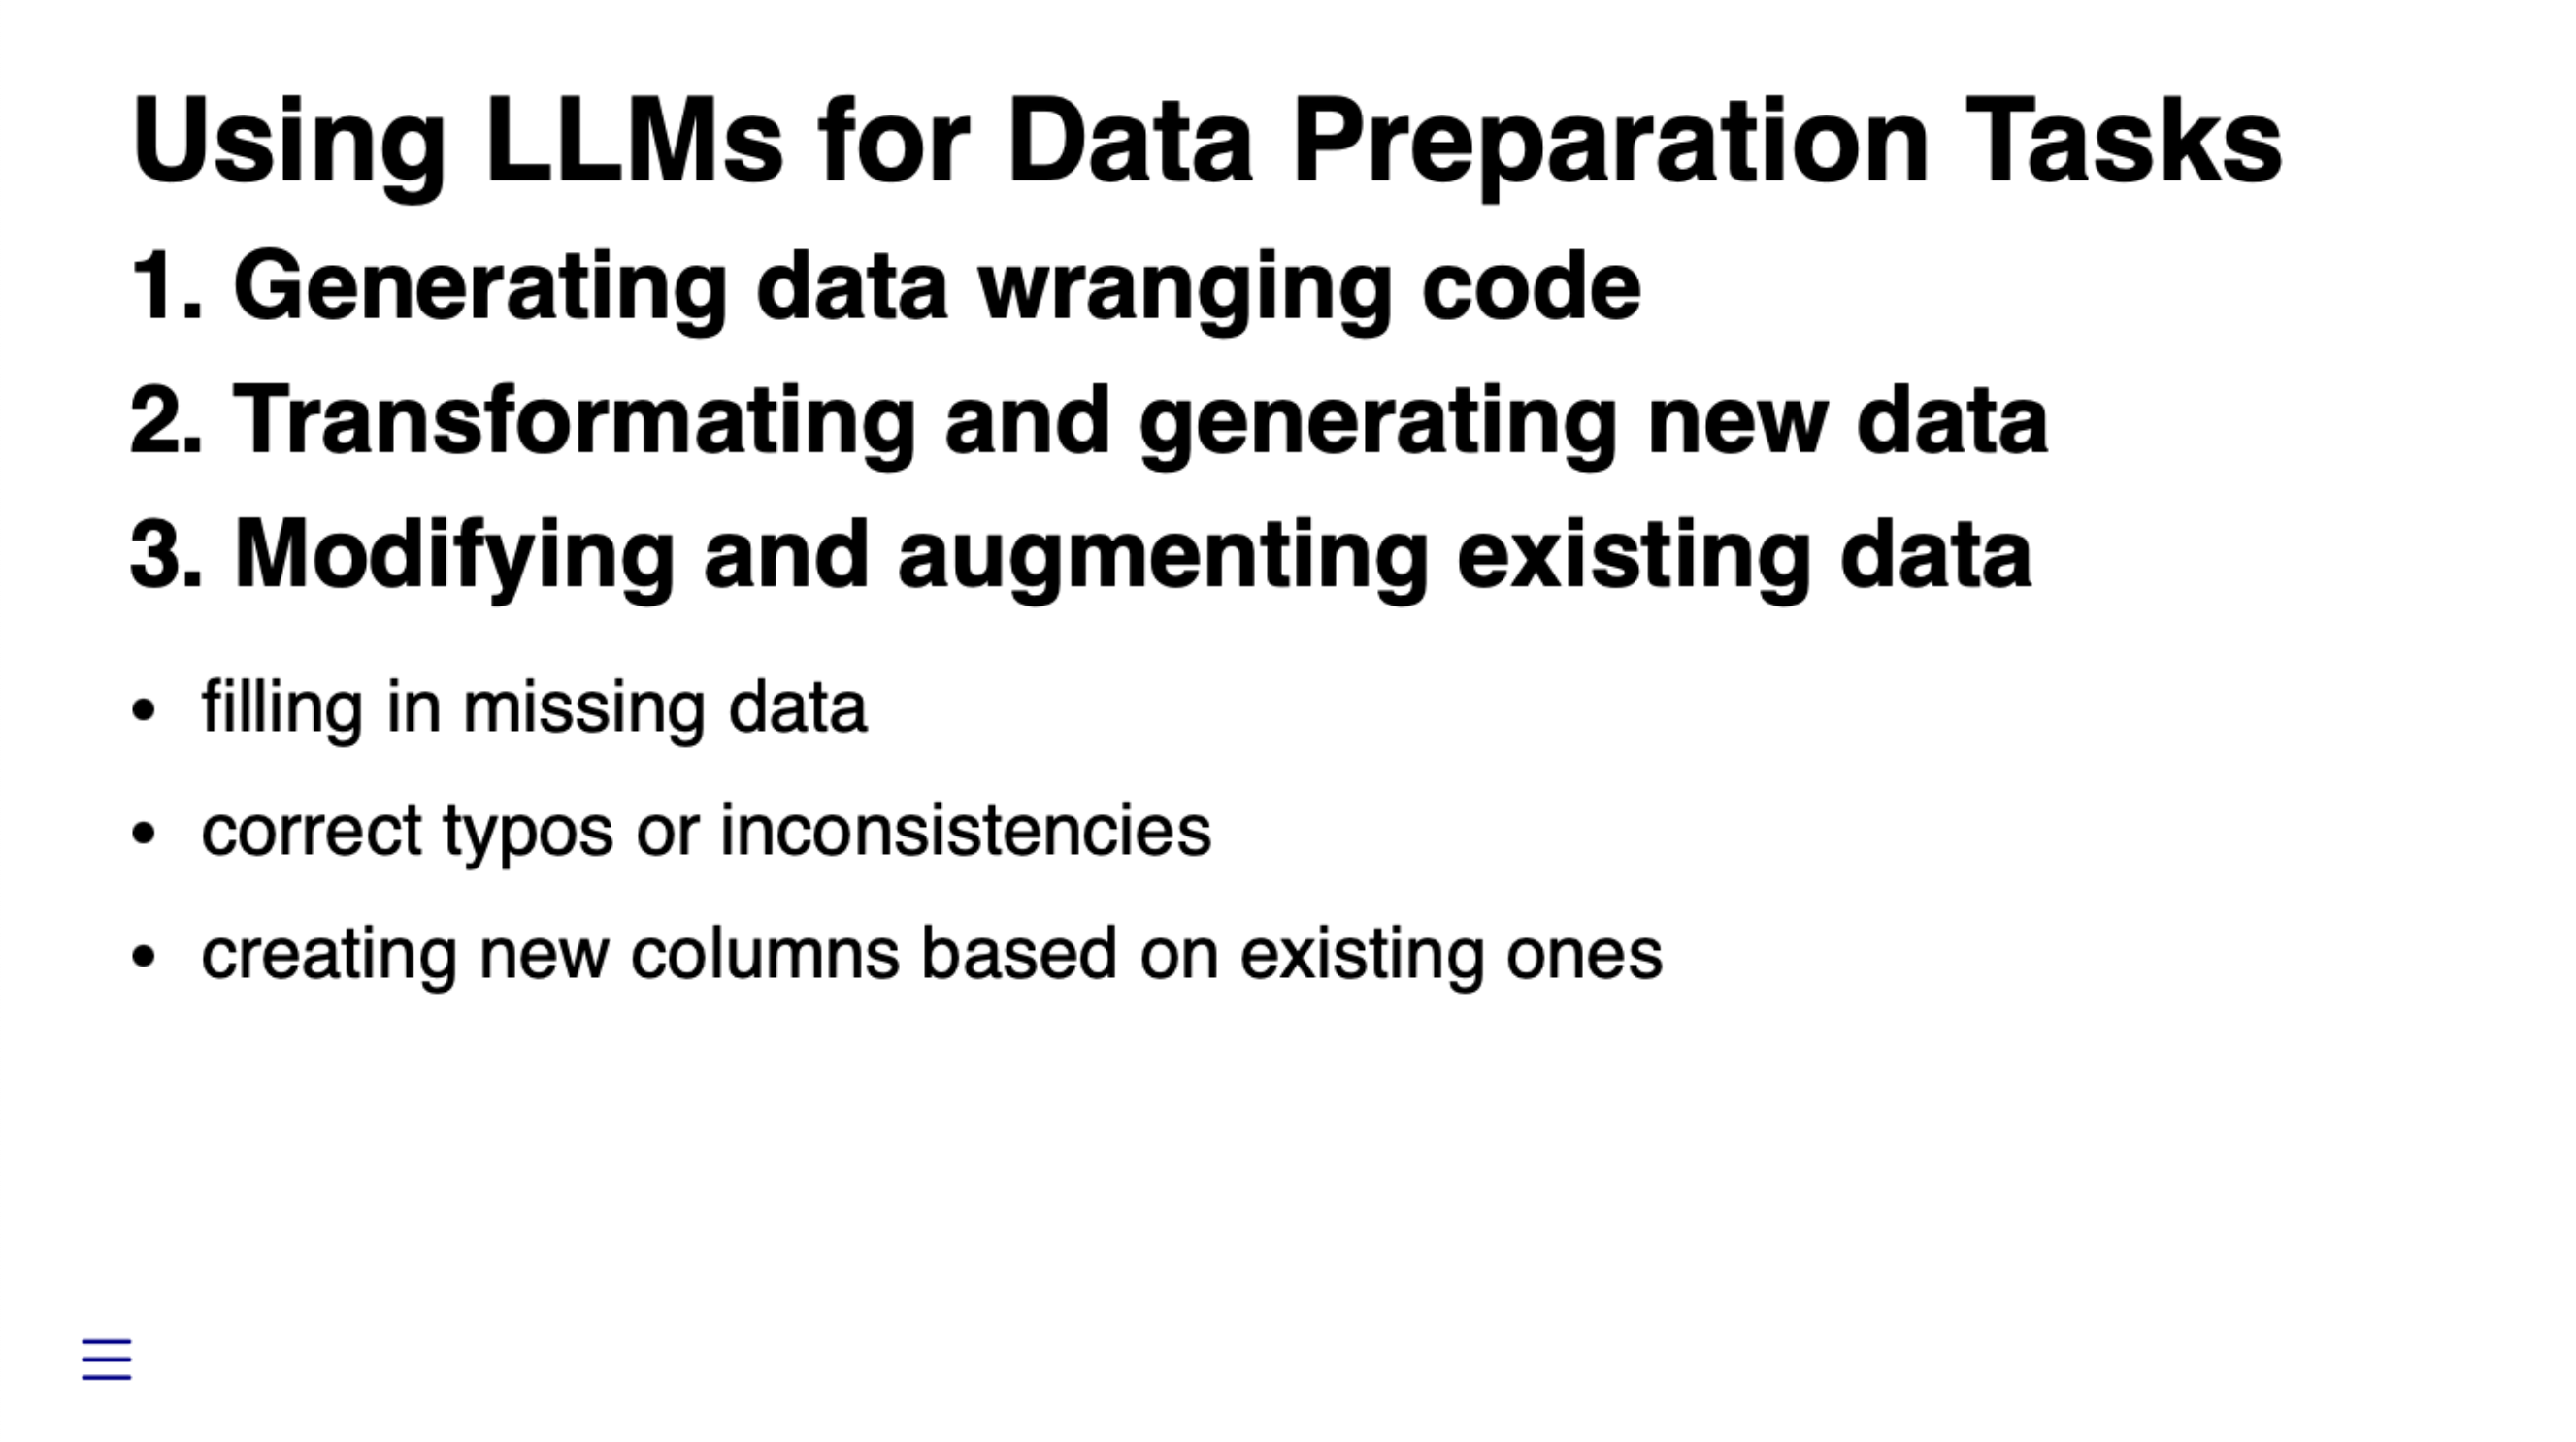 Using LLMs for Data Preparation Tasks
1. Generating data wranging code
2. Transformating and generating new data
3. Modifying and augmenting existing data
• filling in missing data
• correct typos or inconsistencies
• creating new columns based on existing ones